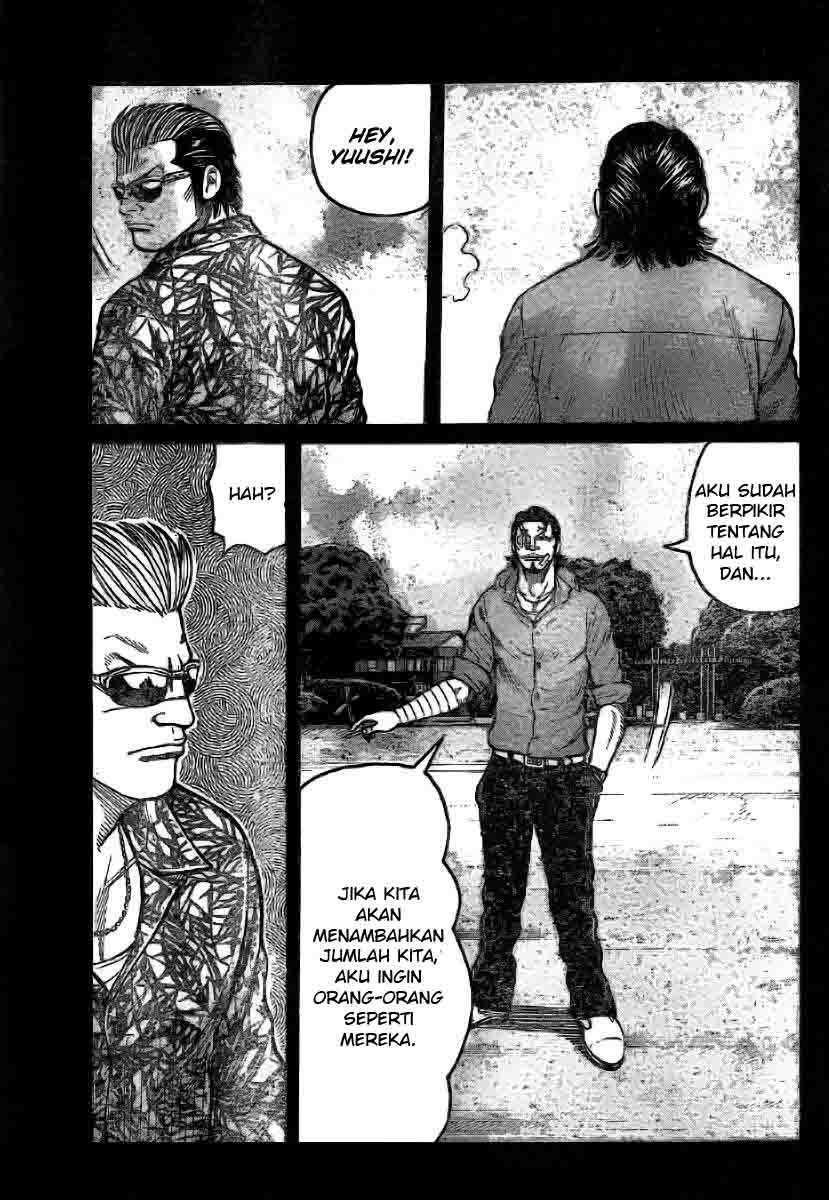 HEY,
YUUSHI!
AKU SUDAH
BERPIKIR
TENTANG
HAL ITU,
DAN...
JIKA KITA
AKAN
MENAMBAHKAN
JUMLAH KITA,
AKU INGIN
ORANG-ORANG
SEPERTI
MEREKA.
HAH?